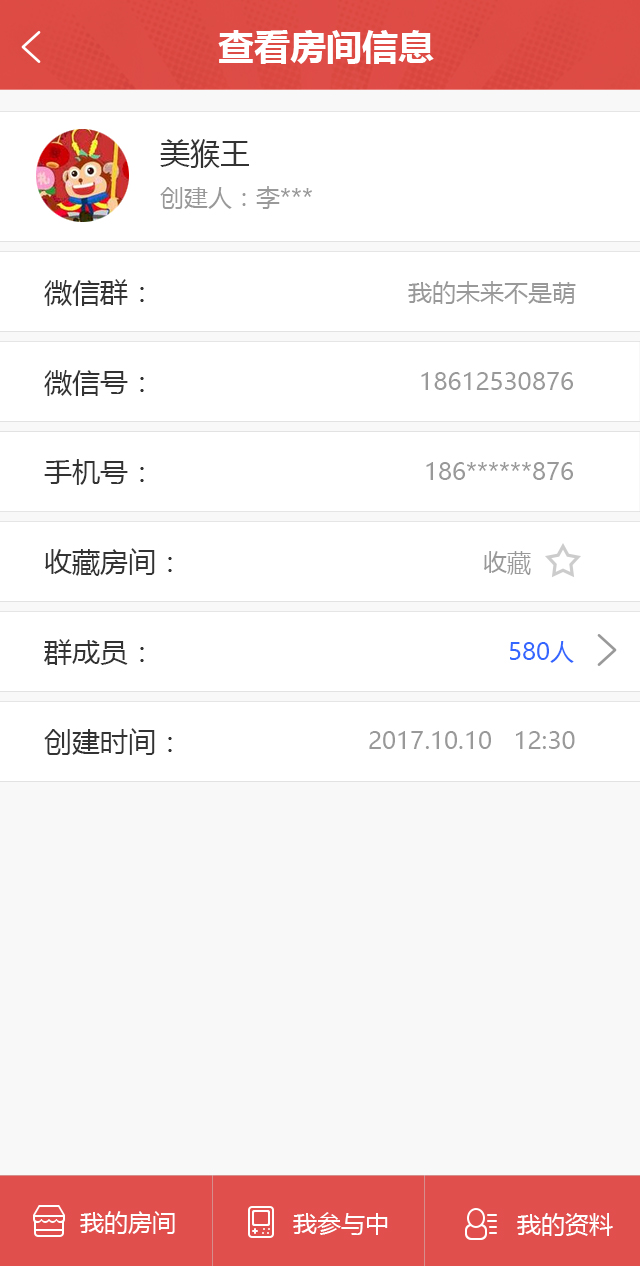 查看房间信息
美猴王
创建人：李***
微信群： 我的未来不是萌
微信号： 18612530876
手机号： 186******876
收藏房间： 收藏
群成员： 580人
创建时间： 2017.10.10 12:30
我的房间 我参与中 我的资料